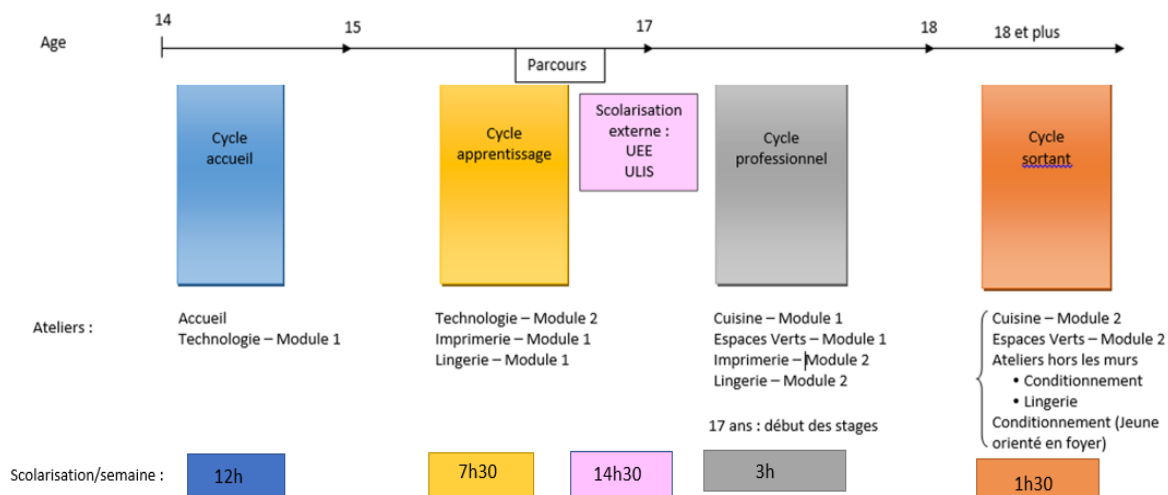 Age
14
15
17
18
18 et plus
Parcours
Cycle
accueil
Cycle
apprentissage
Scolarisation
externe :
UEE
ULIS
Cycle
professionnel
Cycle
sortant
Ateliers :
Accueil
Technologie – Module 1
Technologie – Module 2
Imprimerie – Module 1
Lingerie – Module 1
Cuisine – Module 1
Espaces Verts – Module 1
Imprimerie – Module 2
Lingerie – Module 2
17 ans : début des stages
Cuisine – Module 2
Espaces Verts – Module 2
Ateliers hors les murs
• Conditionnement
• Lingerie
Conditionnement (Jeune
orienté en foyer)
Scolarisation/semaine :
12h
7h30
14h30
3h
1h30